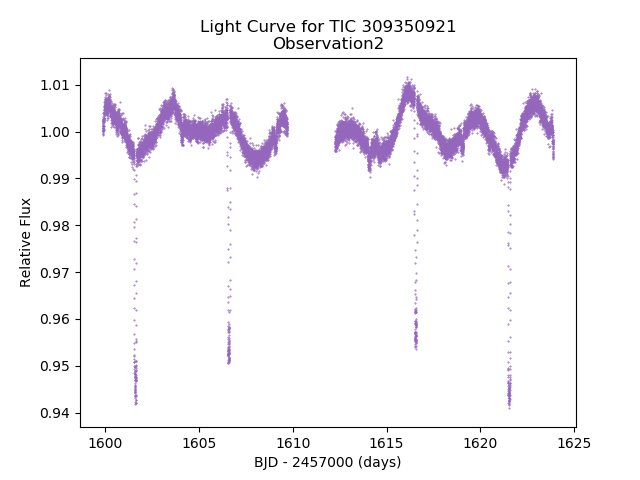 Light Curve for TIC 309350921
Observation2
1.01
1.00
0.99
0.98
0.97
0.96
0.95
0.94
Relative Flux
1600 1605 1610 1615 1620 1625
BJD - 2457000 (days)